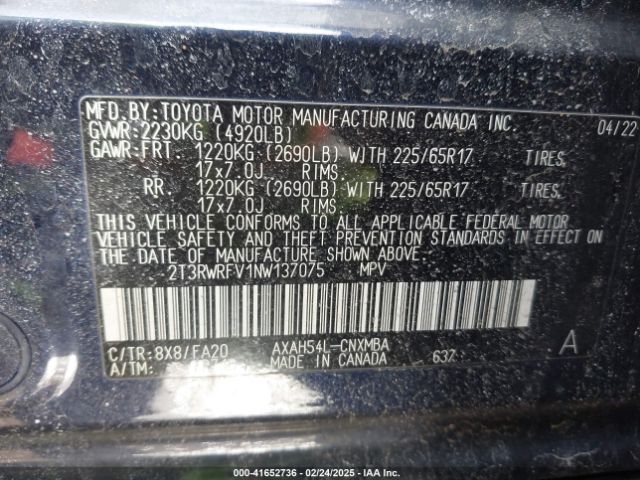 MFD.BY:TOYOTA MOTOR MANUFACTURING CANADA INC. 04/22
GVWR:2230KG (4920LB)
GAWR:FRT. 1220KG (2690LB) WITH 225/65R17 TIRES,
17x7.0J RIMS.
RR. 1220KG (2690LB) WITH 225/65R17 TIRES,
17x7.0J RIMS.
THIS VEHICLE CONFORMS TO ALL APPLICABLE FEDERAL MOTOR
VEHICLE SAFETY AND THEFT PREVENTION STANDARDS IN EFFECT ON
THE DATE OF MANUFACTURE SHOWN ABOVE.
2T3RWRFV1NW137075 MPV
C/TR:8X8/FA20 AXAH54L-CNXMBA 637 A
A/TM: MADE IN CANADA
000-41652736 - 02/24/2025 - IAA Inc.